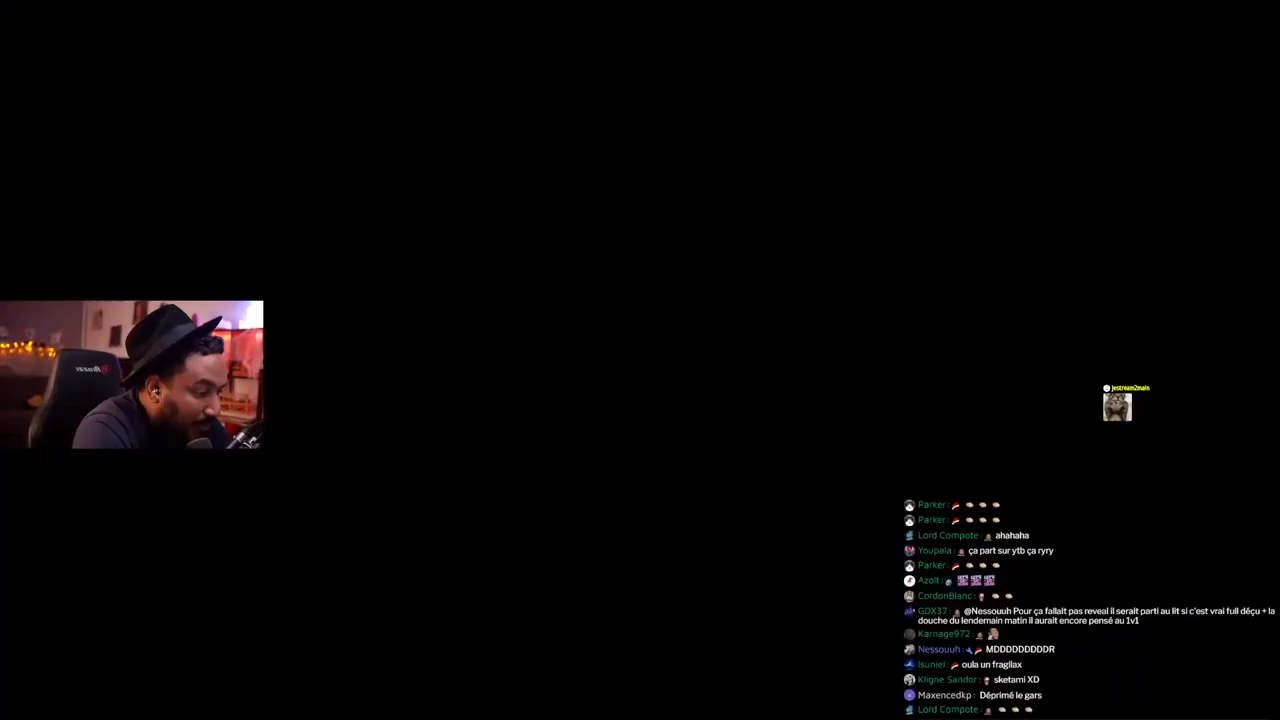 jestream2main
Parker :
Parker :
Lord Compote : ahahaha
Youpala : ça part sur ytb ça ryry
Parker :
Azolt :
CordonBlanc :
GDX37 : @Nessouuh Pour ça fallait pas reveal il serait parti au lit si c'est vrai full déçu + la
douche du lendemain matin il aurait encore pensé au 1v1
Karnage972 :
Nessouuh : MDDDDDDDDDR
Isuniel : oula un fragilax
Kligne Sandor : sketami XD
Maxencedkp : Déprimé le gars
Lord Compote :